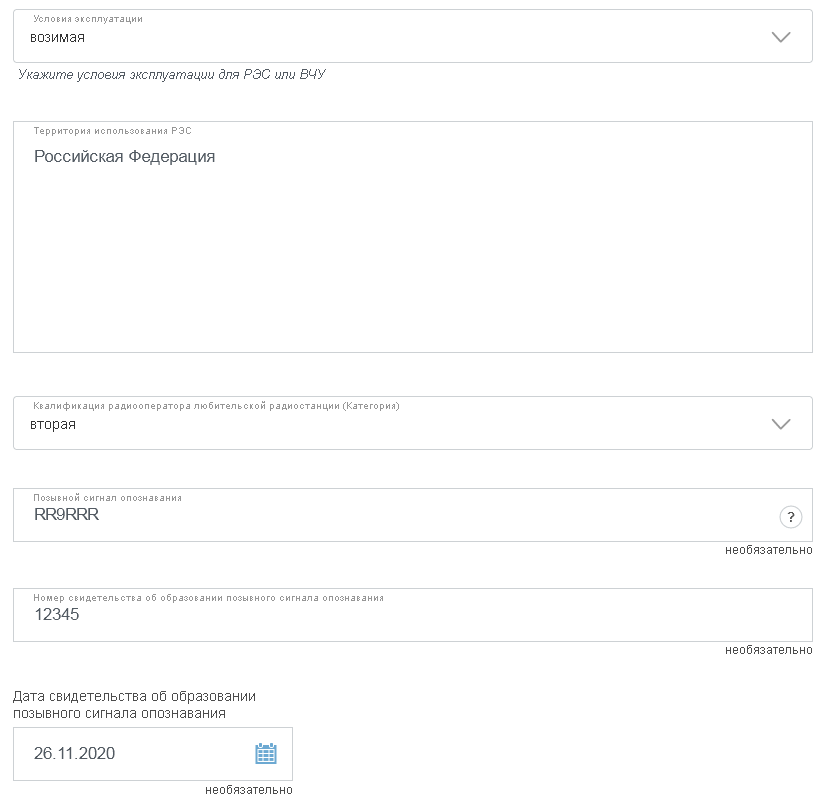 Условия эксплуатации
возимая
Укажите условия эксплуатации для РЭС или ВЧУ
Территория использования РЭС
Российская Федерация
Квалификация радиооператора любительской радиостанции (Категория)
вторая
Позывной сигнал опознавания
RR9RRR
?
необязательно
Номер свидетельства об образовании позывного сигнала опознавания
12345
необязательно
Дата свидетельства об образовании
позывного сигнала опознавания
26.11.2020
необязательно